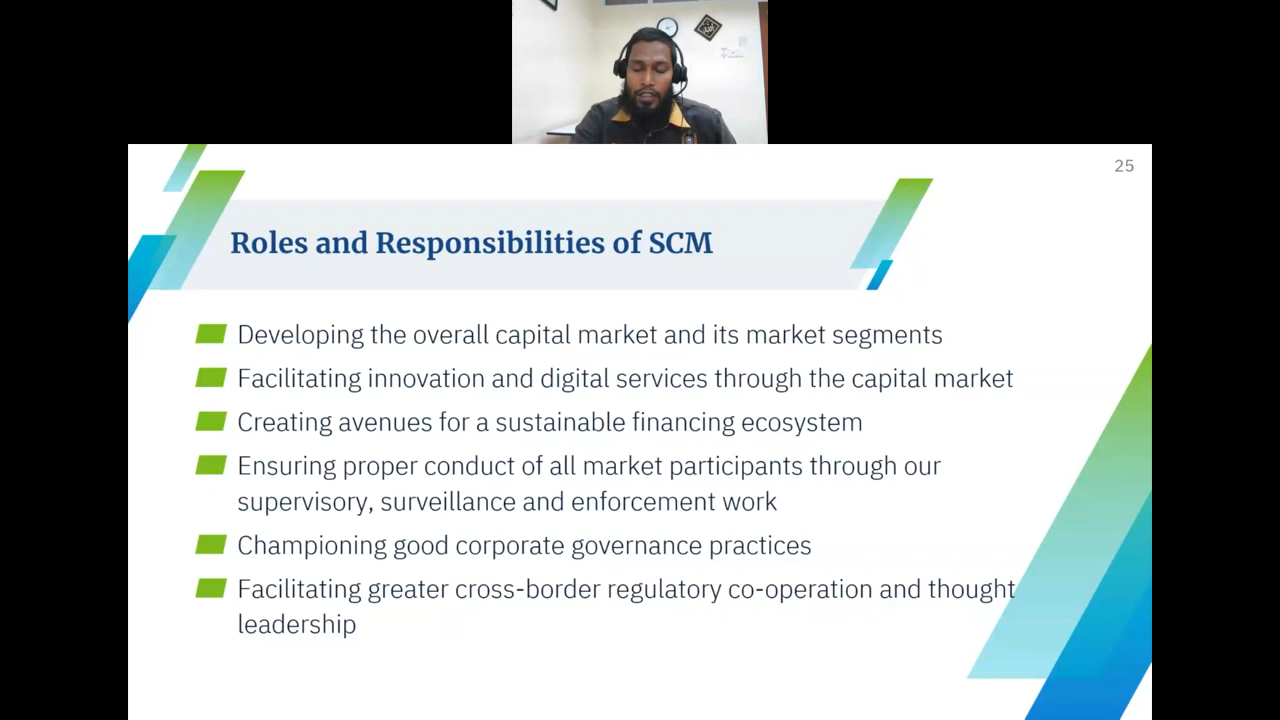 25
Roles and Responsibilities of SCM
Developing the overall capital market and its market segments
Facilitating innovation and digital services through the capital market
Creating avenues for a sustainable financing ecosystem
Ensuring proper conduct of all market participants through our
supervisory, surveillance and enforcement work
Championing good corporate governance practices
Facilitating greater cross-border regulatory co-operation and thought
leadership